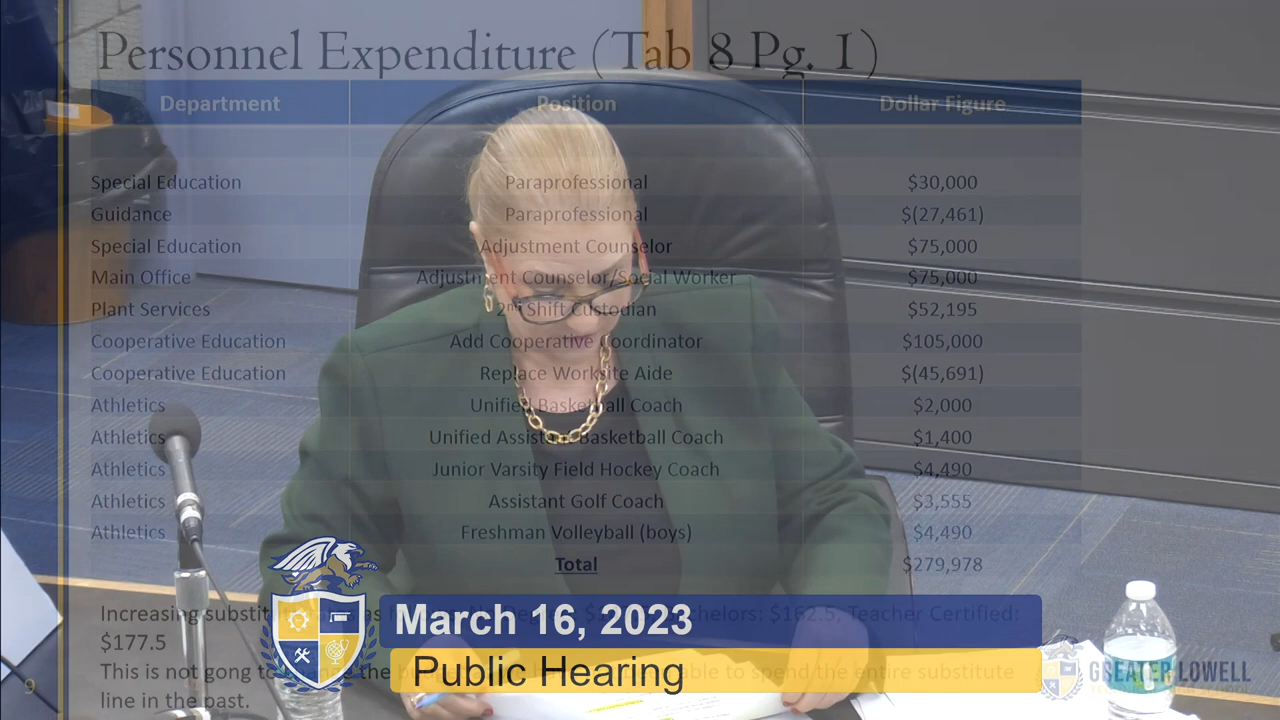 Personnel Expenditure (Tab 8 Pg. 1)
Department Position Dollar Figure
Special Education Paraprofessional $30,000
Guidance Paraprofessional $(27,461)
Special Education Adjustment Counselor $75,000
Main Office Adjustment Counselor/Social Worker $75,000
Plant Services 2nd Shift Custodian $52,195
Cooperative Education Add Cooperative Coordinator $105,000
Cooperative Education Replace Worksite Aide $(45,691)
Athletics Unified Basketball Coach $2,000
Athletics Unified Assistant Basketball Coach $1,400
Athletics Junior Varsity Field Hockey Coach $4,490
Athletics Assistant Golf Coach $3,555
Athletics Freshman Volleyball (boys) $4,490
Total $279,978
Increasing as $162.5, Teacher Certified:
$177.5
This is not gong the to spend the entire substitute
line in the past.
March 16, 2023
Public Hearing
9
GREATER LOWELL